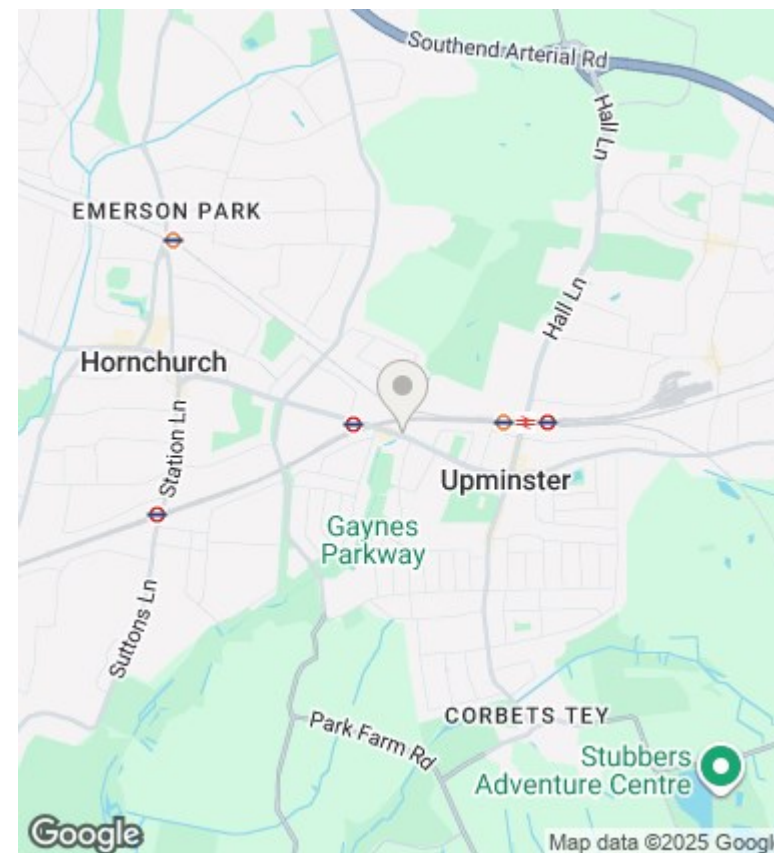 Southend Arterial Rd
Hall Ln
EMERSON PARK
Hall Ln
Hornchurch
Station Ln
Upminster
Gaynes
Parkway
Suttons Ln
CORBETS TEY
Park Farm Rd
Stubbers
Adventure Centre
Google
Map data ©2025 Googl